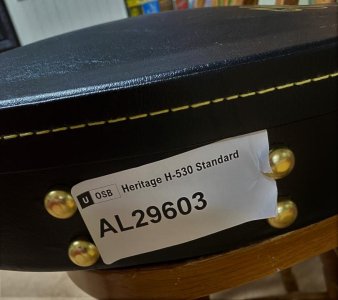 U OSB Heritage H-530 Standard
AL29603